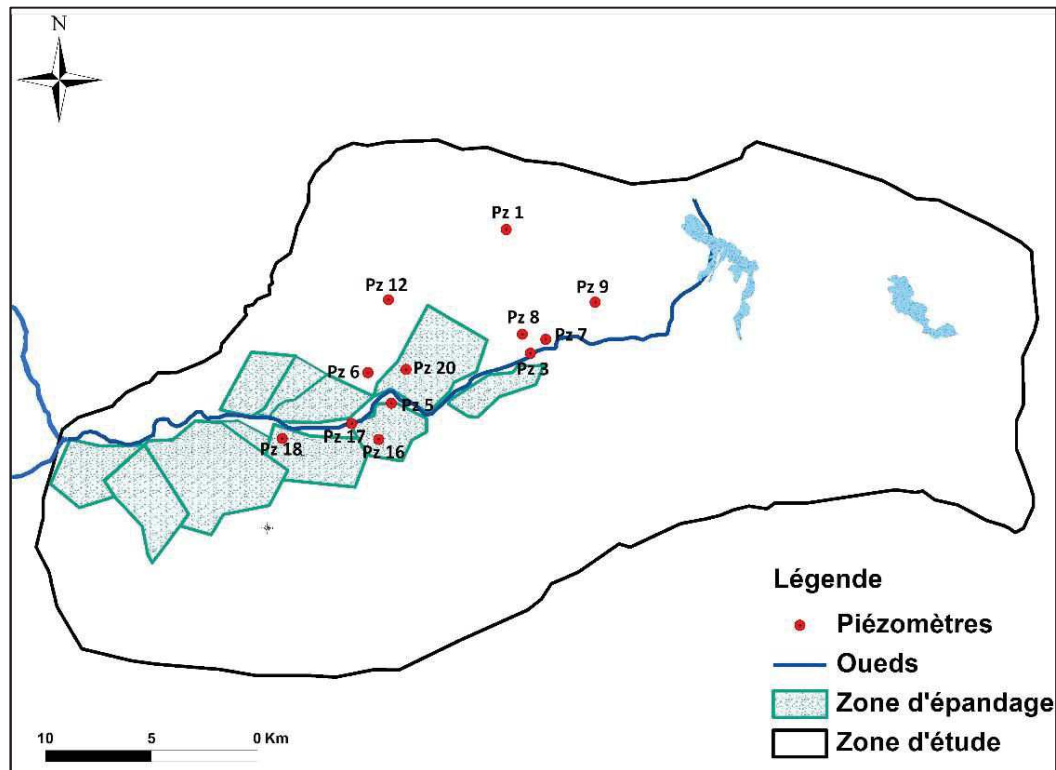 N
Pz 1
Pz 12
Pz 9
Pz 8
Pz 7
Pz 3
Pz 6
Pz 20
Pz 5
Pz 17
Pz 18
Pz 16
Légende
Piézomètres
Oueds
Zone d'épandage
Zone d'étude
10 5 0 Km